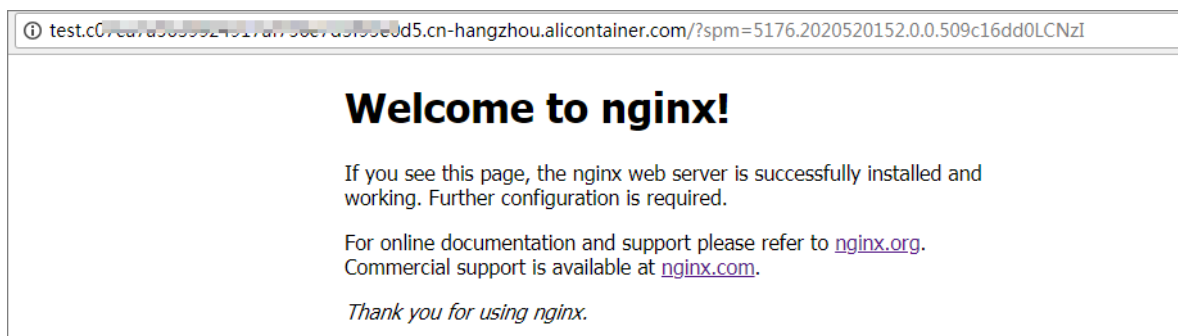 test.c0 d5.cn-hangzhou.alicontainer.com/?spm=5176.2020520152.0.0.509c16dd0LCNzI
Welcome to nginx!
If you see this page, the nginx web server is successfully installed and
working. Further configuration is required.
For online documentation and support please refer to nginx.org.
Commercial support is available at nginx.com.
Thank you for using nginx.